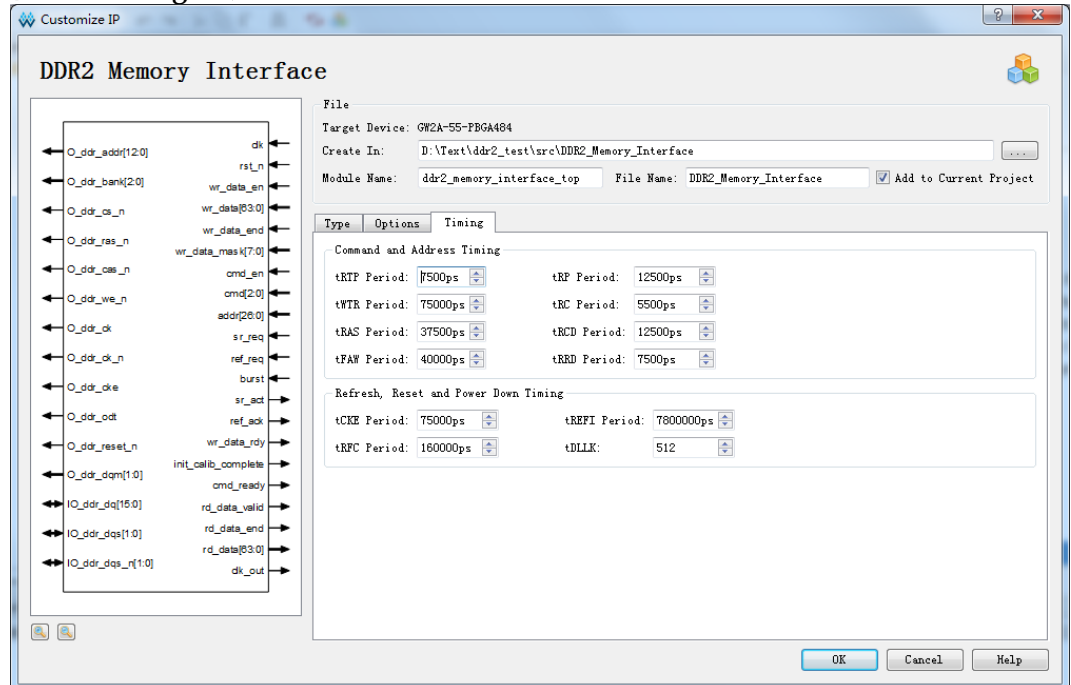 Customize IP
DDR2 Memory Interface
O_ddr_addr[12:0]
O_ddr_bank[2:0]
O_ddr_cs_n
O_ddr_ras_n
O_ddr_cas_n
O_ddr_we_n
O_ddr_ck
O_ddr_ck_n
O_ddr_cke
O_ddr_odt
O_ddr_reset_n
O_ddr_dqm[1:0]
IO_ddr_dq[15:0]
IO_ddr_dqs[1:0]
IO_ddr_dqs_n[1:0]
clk
rst_n
wr_data_en
wr_data[63:0]
wr_data_end
wr_data_mask[7:0]
cmd_en
cmd[2:0]
addr[26:0]
sr_req
ref_req
burst
sr_act
ref_ack
wr_data_rdy
init_calib_complete
cmd_ready
rd_data_valid
rd_data_end
rd_data[63:0]
clk_out
File
Target Device: GW2A-55-PBGA484
Create In: D:\Text\ddr2_test\src\DDR2_Memory_Interface ...
Module Name: ddr2_memory_interface_top File Name: DDR2_Memory_Interface Add to Current Project
Type Options Timing
Command and Address Timing
tRTP Period: 7500ps tRP Period: 12500ps
tWTR Period: 75000ps tRC Period: 5500ps
tRAS Period: 37500ps tRCD Period: 12500ps
tFAW Period: 40000ps tRRD Period: 7500ps
Refresh, Reset and Power Down Timing
tCKE Period: 75000ps tREFI Period: 7800000ps
tRFC Period: 160000ps tDLLK: 512
OK Cancel Help